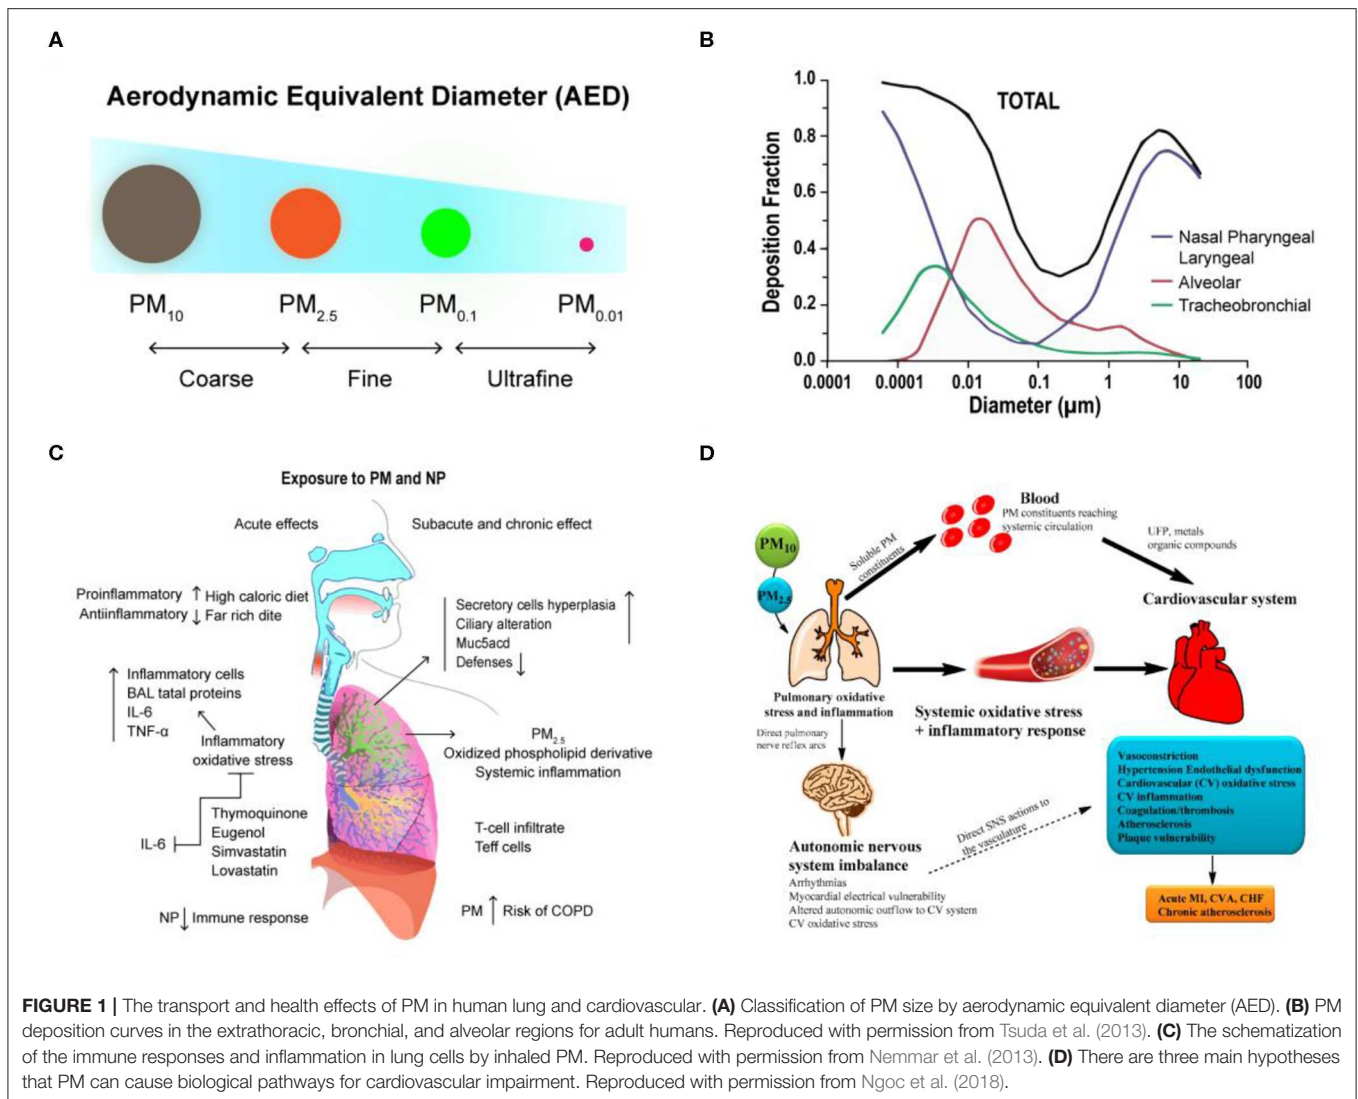 A
Aerodynamic Equivalent Diameter (AED)
PM10
PM2.5
PM0.1
PM0.01
Coarse
Fine
Ultrafine
B
TOTAL
Deposition Fraction
1.0
0.8
0.6
0.4
0.2
0.0
0.0001
0.0001
0.01
0.1
1
10
100
Diameter (µm)
Nasal Pharyngeal
Laryngeal
Alveolar
Tracheobronchial
C
Exposure to PM and NP
Acute effects
Subacute and chronic effect
Proinflammatory ↑ High caloric diet
Antiinflammatory ↓ Far rich dite
Secretory cells hyperplasia
Ciliary alteration
Muc5acd
Defenses
Inflammatory cells
BAL tatal proteins
IL-6
TNF-α
Inflammatory
oxidative stress
PM2.5
Oxidized phospholipid derivative
Systemic inflammation
Thymoquinone
Eugenol
Simvastatin
Lovastatin
IL-6
T-cell infiltrate
Teff cells
NP↓ Immune response
PM ↑ Risk of COPD
D
PM10
PM2.5
Soluble PM
constituents
Blood
PM constituents reaching
systemic circulation
UFP, metals
organic compounds
Cardiovascular system
Pulmonary oxidative
stress and inflammation
Systemic oxidative stress
+ inflammatory response
Direct pulmonary
nerve reflex arcs
Autonomic nervous
system imbalance
Arrhythmias
Myocardial electrical vulnerability
Altered autonomic outflow to CV system
CV oxidative stress
Direct SNS actions to
the vasculature
Vasoconstriction
Hypertension Endothelial dysfunction
Cardiovascular (CV) oxidative stress
CV inflammation
Coagulation/thrombosis
Atherosclerosis
Plaque vulnerability
Acute MI, CVA, CHF
Chronic atherosclerosis
FIGURE 1 | The transport and health effects of PM in human lung and cardiovascular. (A) Classification of PM size by aerodynamic equivalent diameter (AED). (B) PM
deposition curves in the extrathoracic, bronchial, and alveolar regions for adult humans. Reproduced with permission from Tsuda et al. (2013). (C) The schematization
of the immune responses and inflammation in lung cells by inhaled PM. Reproduced with permission from Nemmar et al. (2013). (D) There are three main hypotheses
that PM can cause biological pathways for cardiovascular impairment. Reproduced with permission from Ngoc et al. (2018).